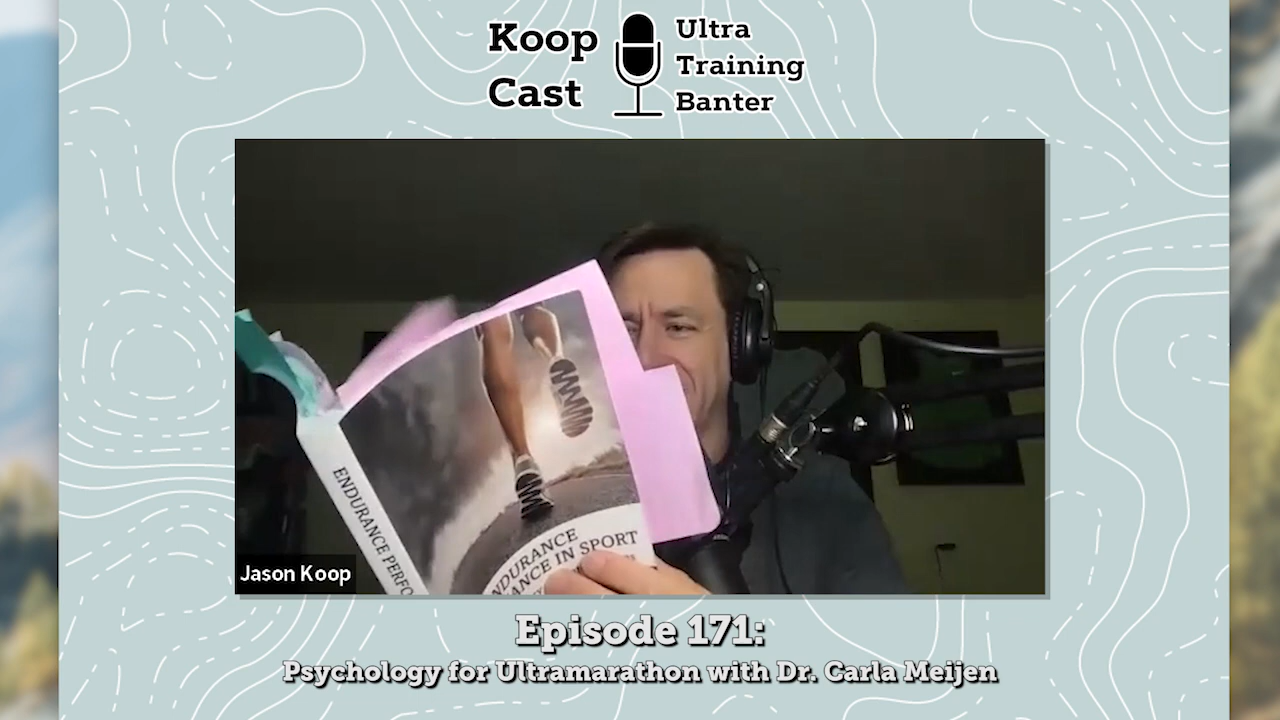 Koop
Cast
Ultra
Training
Banter
ENDURANCE PERFO
NDURANCE
ANCE IN SPORT
Jason Koop
Episode 171:
Psychology for Ultramarathon with Dr. Carla Meijen